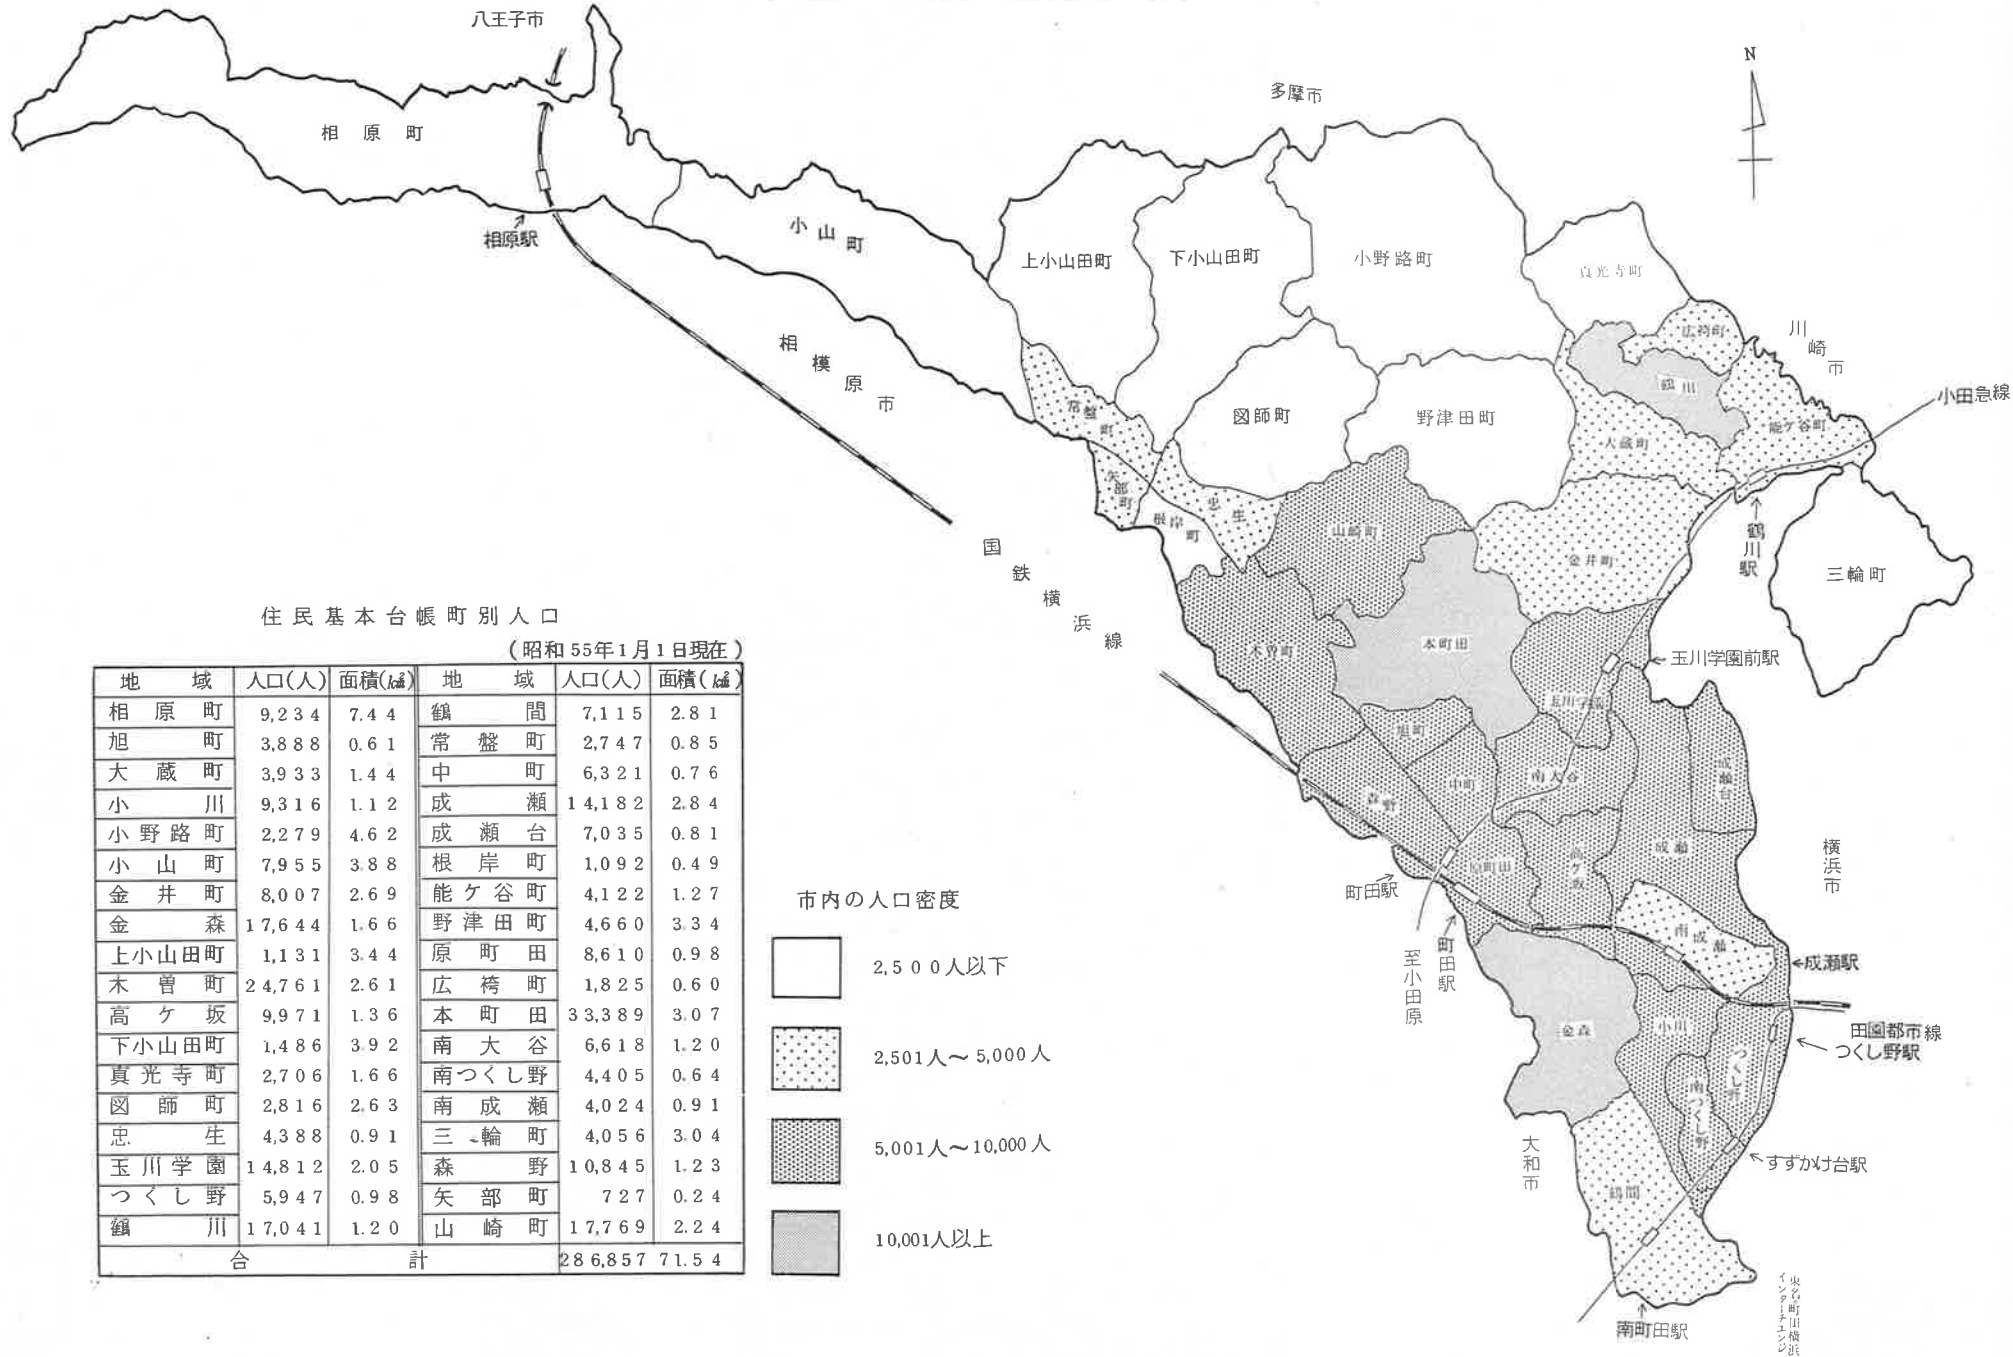 八王子市
多摩市
N
相原町
相原駅
小山町
上小山田町
下小山田町
小野路町
真光寺町
広袴町
川崎市
鶴川
小田急線
相模原市
常盤町
図師町
野津田町
大蔵町
能ケ谷町
矢部町
忠生
根岸町
山崎町
金井町
鶴川駅
三輪町
国鉄横浜線
木曽町
本町田
玉川学園前駅
玉川学園
旭町
中町
南大谷
成瀬台
森野
原町田
高ケ坂
成瀬
横浜市
町田駅
町田駅
至小田原
南成瀬
成瀬駅
金森
小川
つくし野
南つくし野
田園都市線
つくし野駅
大和市
すずかけ台駅
鶴間
南町田駅
東名・町田横浜
インターチエンジ
住民基本台帳町別人口
(昭和55年1月1日現在)
地域 人口(人) 面積(㎢) 地域 人口(人) 面積(㎢)
相原町 9,234 7.44 鶴間 7,115 2.81
旭町 3,888 0.61 常盤町 2,747 0.85
大蔵町 3,933 1.44 中町 6,321 0.76
小川 9,316 1.12 成瀬 14,182 2.84
小野路町 2,279 4.62 成瀬台 7,035 0.81
小山町 7,955 3.88 根岸町 1,092 0.49
金井町 8,007 2.69 能ケ谷町 4,122 1.27
金森 17,644 1.66 野津田町 4,660 3.34
上小山田町 1,131 3.44 原町田 8,610 0.98
木曽町 24,761 2.61 広袴町 1,825 0.60
高ケ坂 9,971 1.36 本町田 33,389 3.07
下小山田町 1,486 3.92 南大谷 6,618 1.20
真光寺町 2,706 1.66 南つくし野 4,405 0.64
図師町 2,816 2.63 南成瀬 4,024 0.91
忠生 4,388 0.91 三輪町 4,056 3.04
玉川学園 14,812 2.05 森野 10,845 1.23
つくし野 5,947 0.98 矢部町 727 0.24
鶴川 17,041 1.20 山崎町 17,769 2.24
合計 286,857 71.54
市内の人口密度
2,500人以下
2,501人～5,000人
5,001人～10,000人
10,001人以上